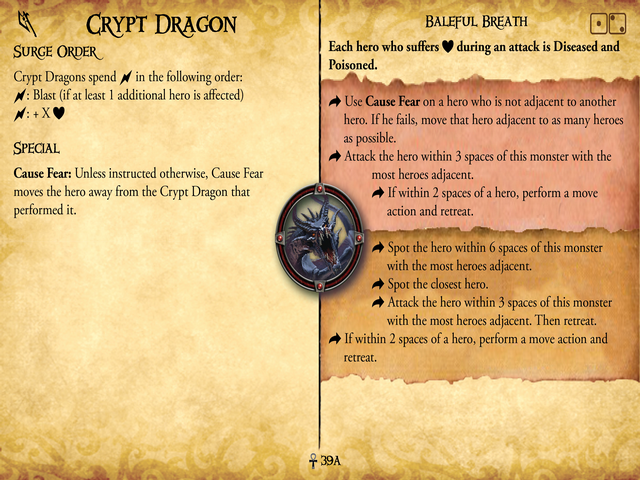 Crypt Dragon
Surge Order
Crypt Dragons spend in the following order:
: Blast (if at least 1 additional hero is affected)
: + X
Special
Cause Fear: Unless instructed otherwise, Cause Fear
moves the hero away from the Crypt Dragon that
performed it.
Baleful Breath
Each hero who suffers during an attack is Diseased and
Poisoned.
Use Cause Fear on a hero who is not adjacent to another
hero. If he fails, move that hero adjacent to as many heroes
as possible.
Attack the hero within 3 spaces of this monster with the
most heroes adjacent.
If within 2 spaces of a hero, perform a move
action and retreat.
Spot the hero within 6 spaces of this monster
with the most heroes adjacent.
Spot the closest hero.
Attack the hero within 3 spaces of this monster
with the most heroes adjacent. Then retreat.
If within 2 spaces of a hero, perform a move action and
retreat.
39A